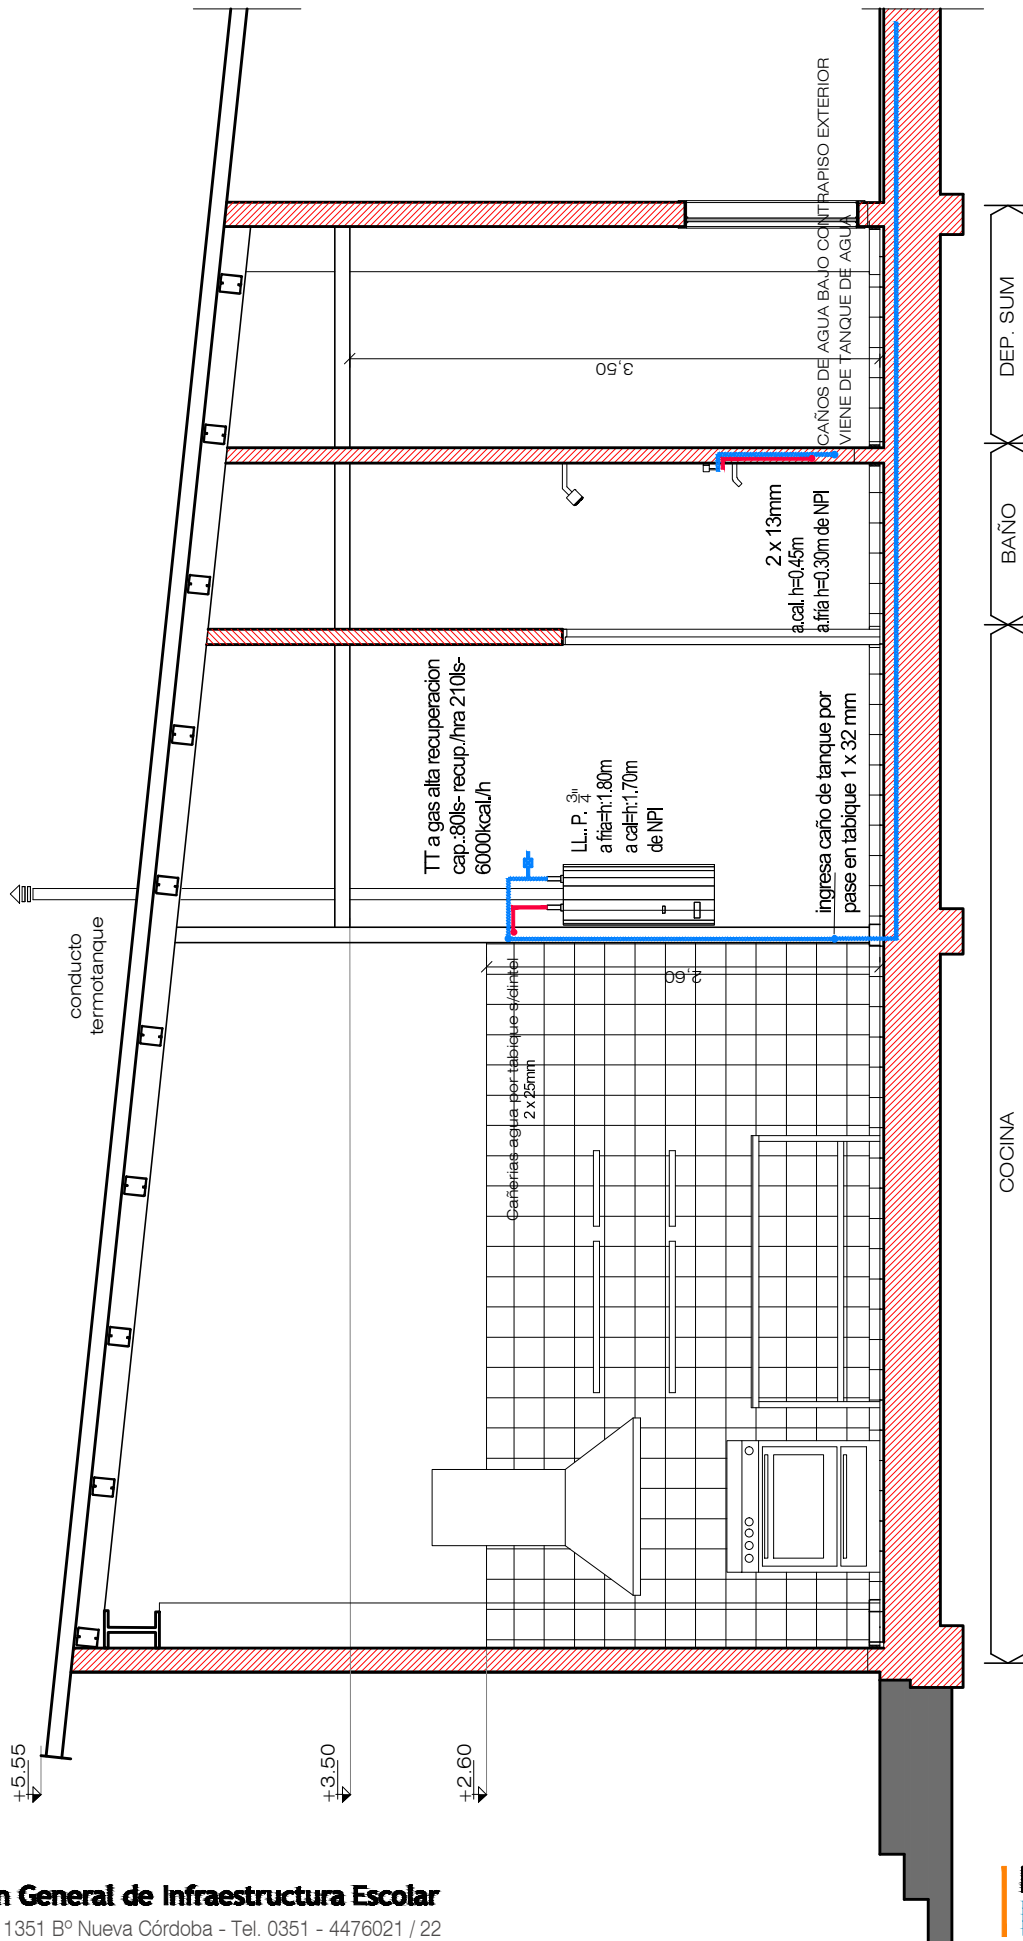 conducto
termotanque
TT a gas alta recuperacion
cap.:80ls- recup./hra 210ls-
6000kcal./h
LL. P. 3/4"
a fría=h:1.80m
a cal=h:1.70m
de NPI
ingresa caño de tanque por
pase en tabique 1 x 32 mm
Cañerias agua por tabique s/dintel
2 x 25mm
2 x 13mm
a.cal. h=0.45m
a.fría h=0.30m de NPI
CAÑOS DE AGUA BAJO CONTRAPISO EXTERIOR
VIENE DE TANQUE DE AGUA
3,50
2,60
DEP. SUM
BAÑO
COCINA
+5.55
+3.50
+2.60
n General de Infraestructura Escolar
1351 Bº Nueva Córdoba - Tel. 0351 - 4476021 / 22